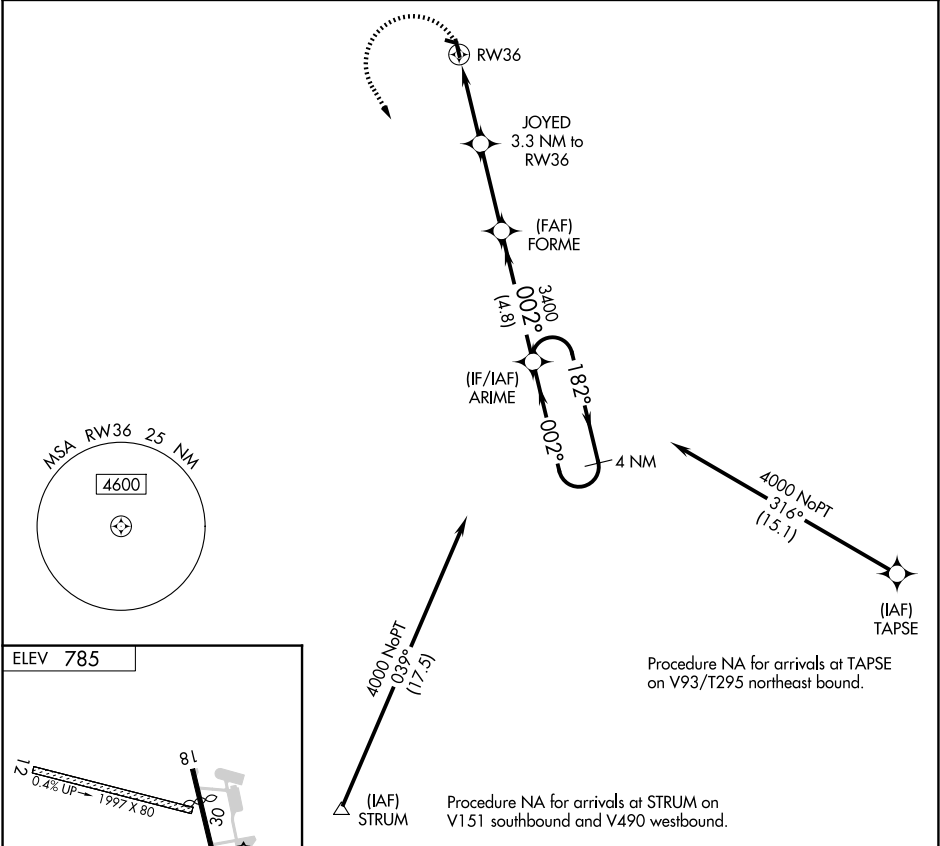 RW36
JOYED
3.3 NM to
RW36
(FAF)
FORME
3400
002°
(4.8)
(IF/IAF)
ARIME
182°
002°
4 NM
MSA RW36 25 NM
4600
4000 NoPT
316°
(15.1)
(IAF)
TAPSE
4000 NoPT
039°
(17.5)
Procedure NA for arrivals at TAPSE
on V93/T295 northeast bound.
(IAF)
STRUM
Procedure NA for arrivals at STRUM on
V151 southbound and V490 westbound.
ELEV 785
18
12
0.4% UP
1997 X 80
30